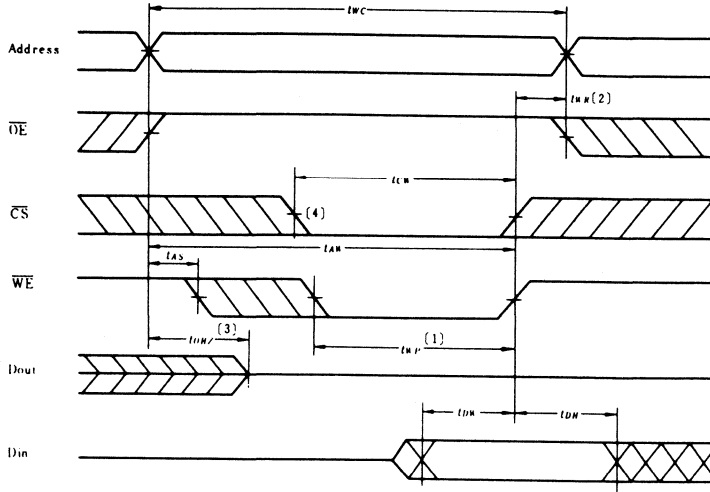 tWC
Address
tWR (2)
OE
tCW
CS
(4)
tAW
tAS
WE
(3)
tOHZ
(1)
tWP
Dout
tDW
tDH
Din